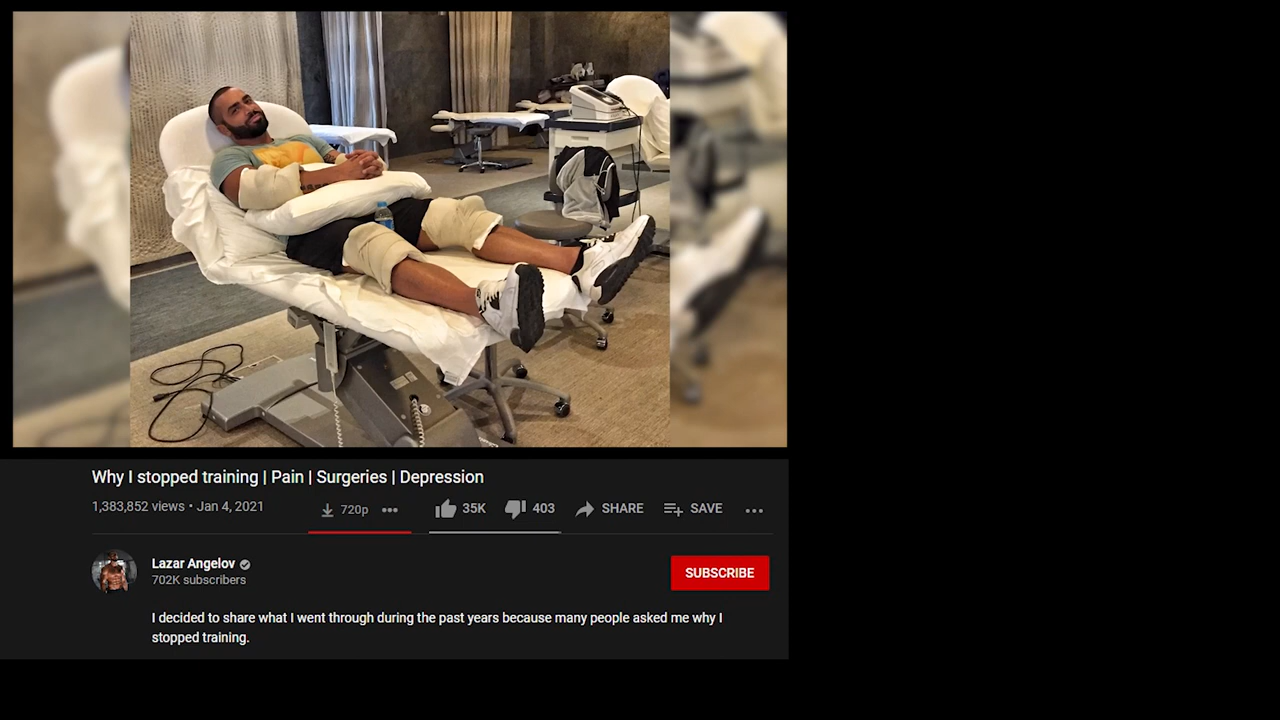 Why I stopped training | Pain | Surgeries | Depression
1,383,852 views • Jan 4, 2021 720p ••• 35K 403 SHARE SAVE •••
Lazar Angelov
702K subscribers
SUBSCRIBE
I decided to share what I went through during the past years because many people asked me why I
stopped training.